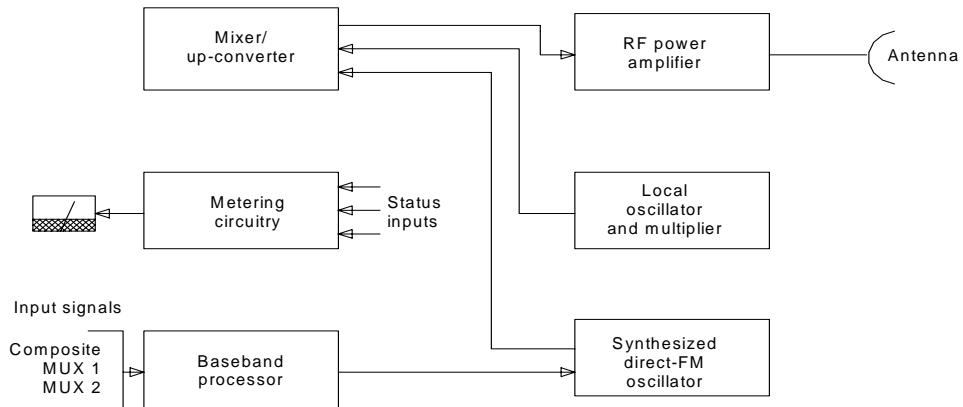 Mixer/
up-converter
RF power
amplifier
Antenna
Metering
circuitry
Status
inputs
Local
oscillator
and multiplier
Input signals
Composite
MUX 1
MUX 2
Baseband
processor
Synthesized
direct-FM
oscillator